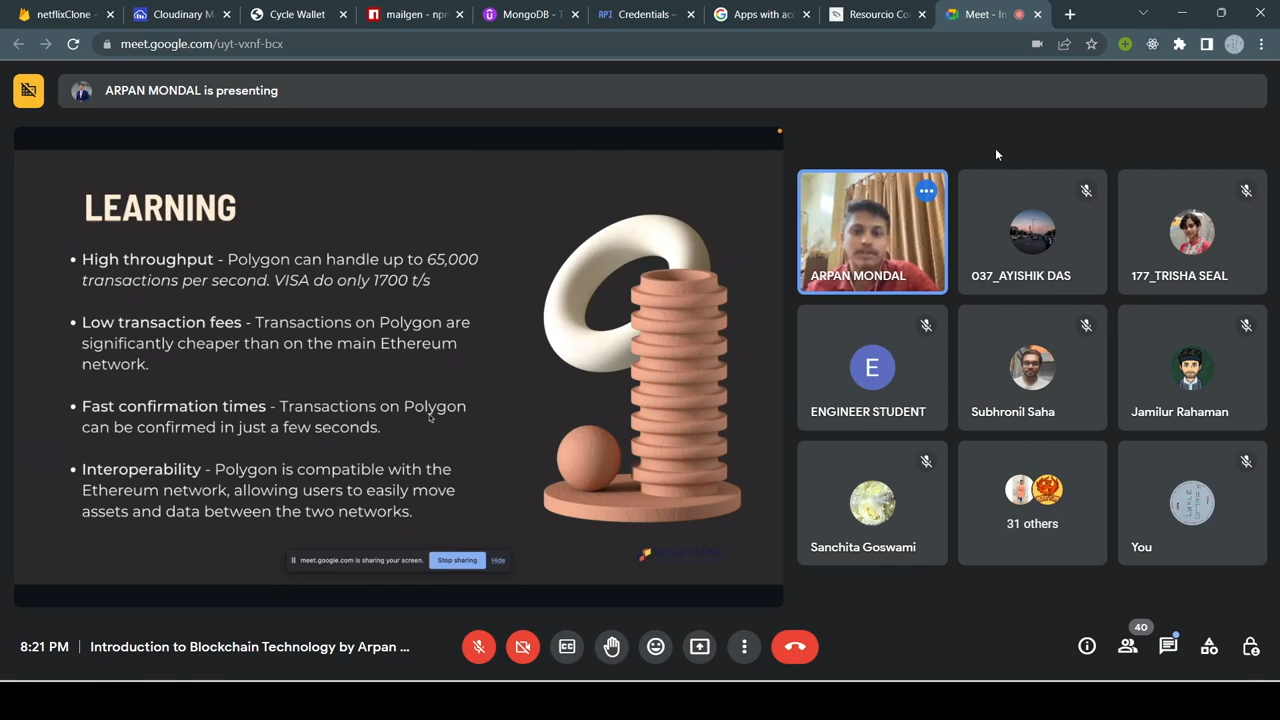 netflixClone -
Cloudinary M
Cycle Wallet
mailgen - npn
MongoDB - T
API Credentials –
Apps with acc
Resourcio Co
Meet - In
meet.google.com/uyt-vxnf-bcx
ARPAN MONDAL is presenting
LEARNING
• High throughput - Polygon can handle up to 65,000
transactions per second. VISA do only 1700 t/s
• Low transaction fees - Transactions on Polygon are
significantly cheaper than on the main Ethereum
network.
• Fast confirmation times - Transactions on Polygon
can be confirmed in just a few seconds.
• Interoperability - Polygon is compatible with the
Ethereum network, allowing users to easily move
assets and data between the two networks.
meet.google.com is sharing your screen. Stop sharing Hide
ARPAN MONDAL
037_AYISHIK DAS
177_TRISHA SEAL
E
ENGINEER STUDENT
Subhronil Saha
Jamilur Rahaman
Sanchita Goswami
31 others
You
8:21 PM Introduction to Blockchain Technology by Arpan ...
40